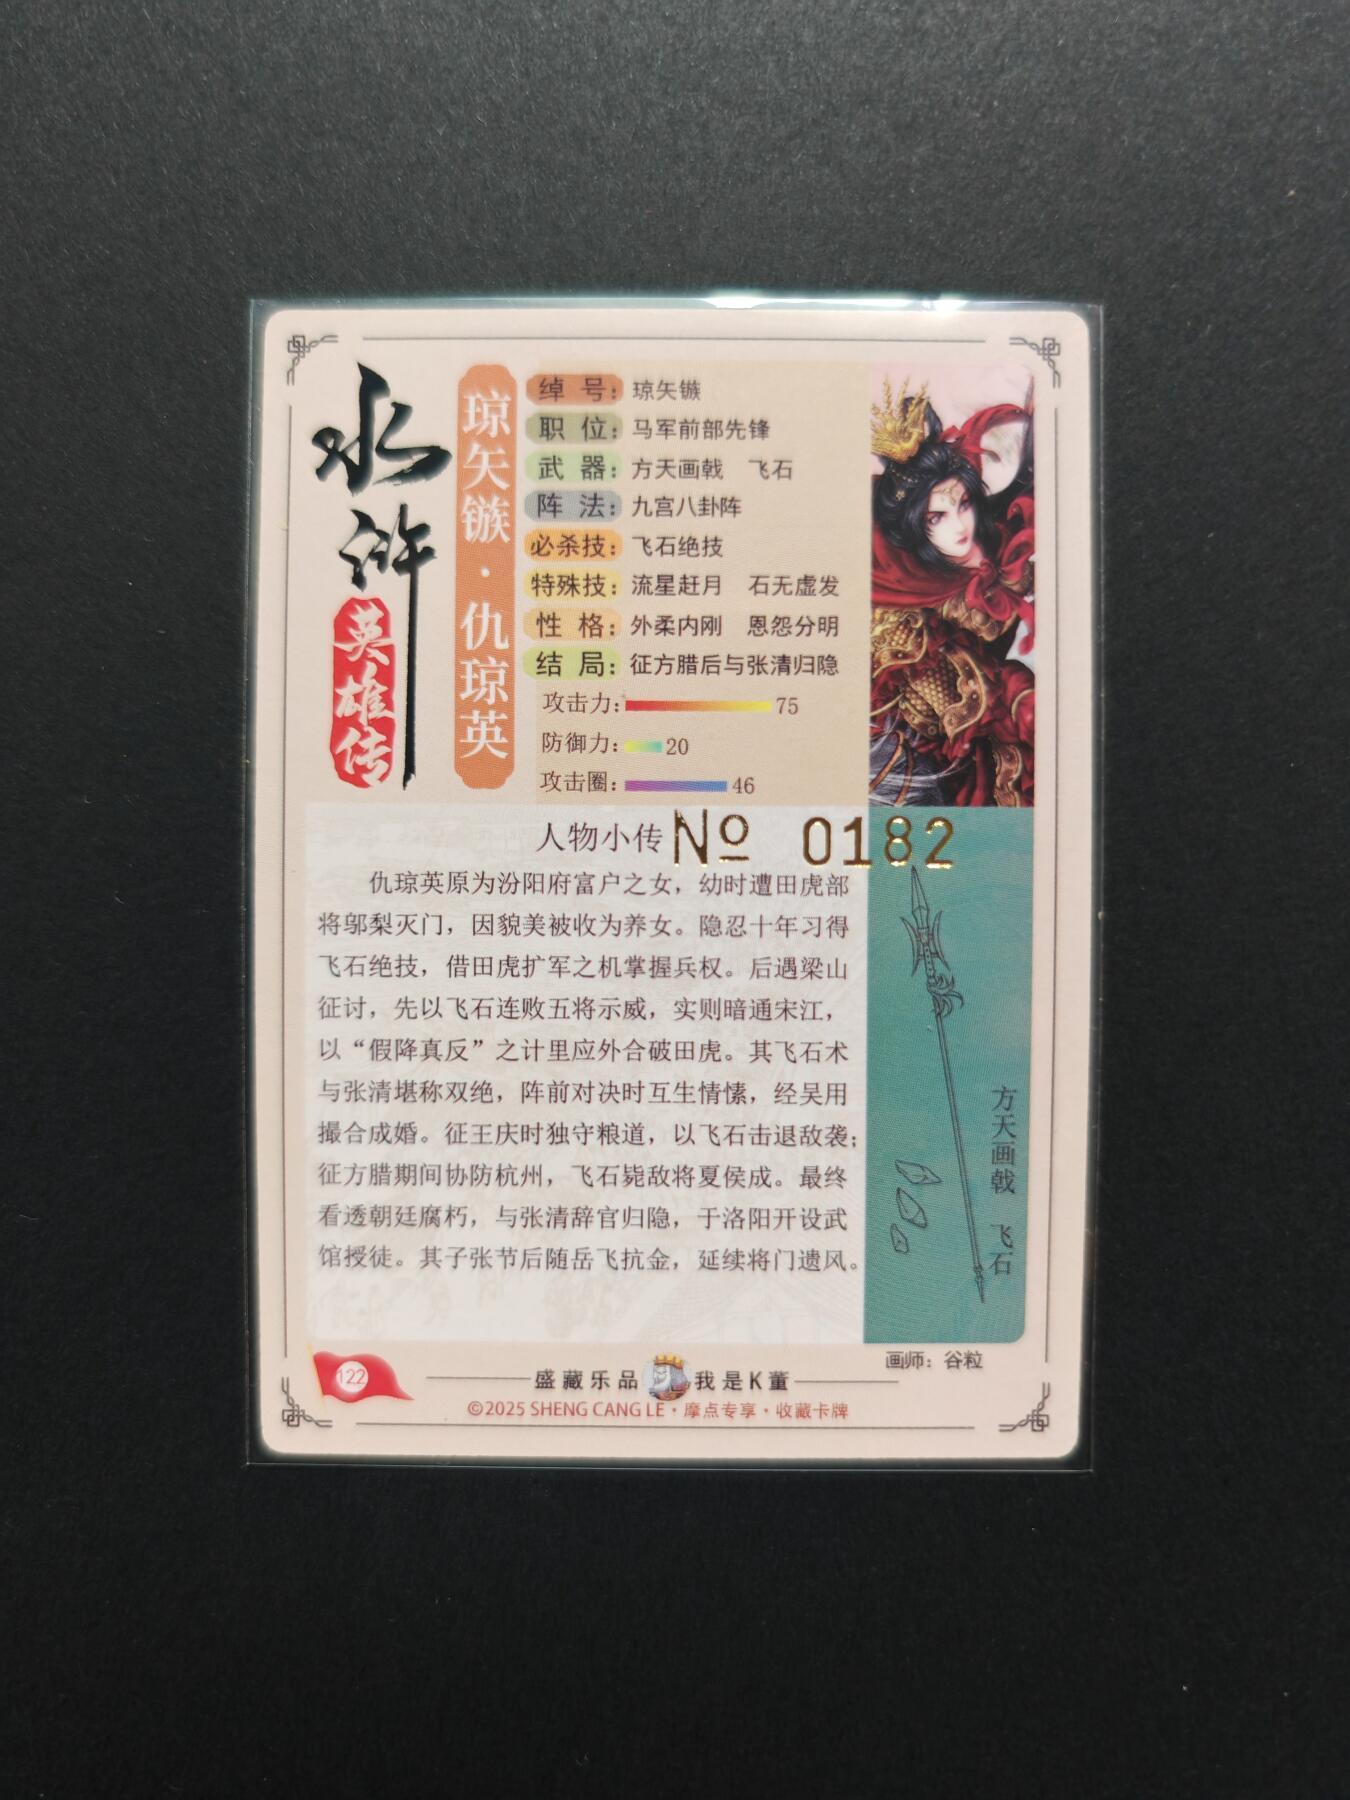 水浒
英雄传
琼矢镞·仇琼英
绰号：琼矢镞
职位：马军前部先锋
武器：方天画戟 飞石
阵法：九宫八卦阵
必杀技：飞石绝技
特殊技：流星赶月 石无虚发
性格：外柔内刚 恩怨分明
结局：征方腊后与张清归隐
攻击力：75
防御力：20
攻击圈：46
人物小传
No 0182
仇琼英原为汾阳府富户之女，幼时遭田虎部
将邬梨灭门，因貌美被收为养女。隐忍十年习得
飞石绝技，借田虎扩军之机掌握兵权。后遇梁山
征讨，先以飞石连败五将示威，实则暗通宋江，
以“假降真反”之计里应外合破田虎。其飞石术
与张清堪称双绝，阵前对决时互生情愫，经吴用
撮合成婚。征王庆时独守粮道，以飞石击退敌袭；
征方腊期间协防杭州，飞石毙敌将夏侯成。最终
看透朝廷腐朽，与张清辞官归隐，于洛阳开设武
馆授徒。其子张节后随岳飞抗金，延续将门遗风。
方天画戟 飞石
画师：谷粒
122
盛藏乐品 我是K董
©2025 SHENG CANG LE·摩点专享·收藏卡牌